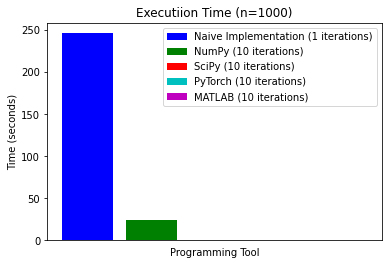 Executiion Time (n=1000)
250
200
150
100
50
0
Time (seconds)
Naive Implementation (1 iterations)
NumPy (10 iterations)
SciPy (10 iterations)
PyTorch (10 iterations)
MATLAB (10 iterations)
Programming Tool